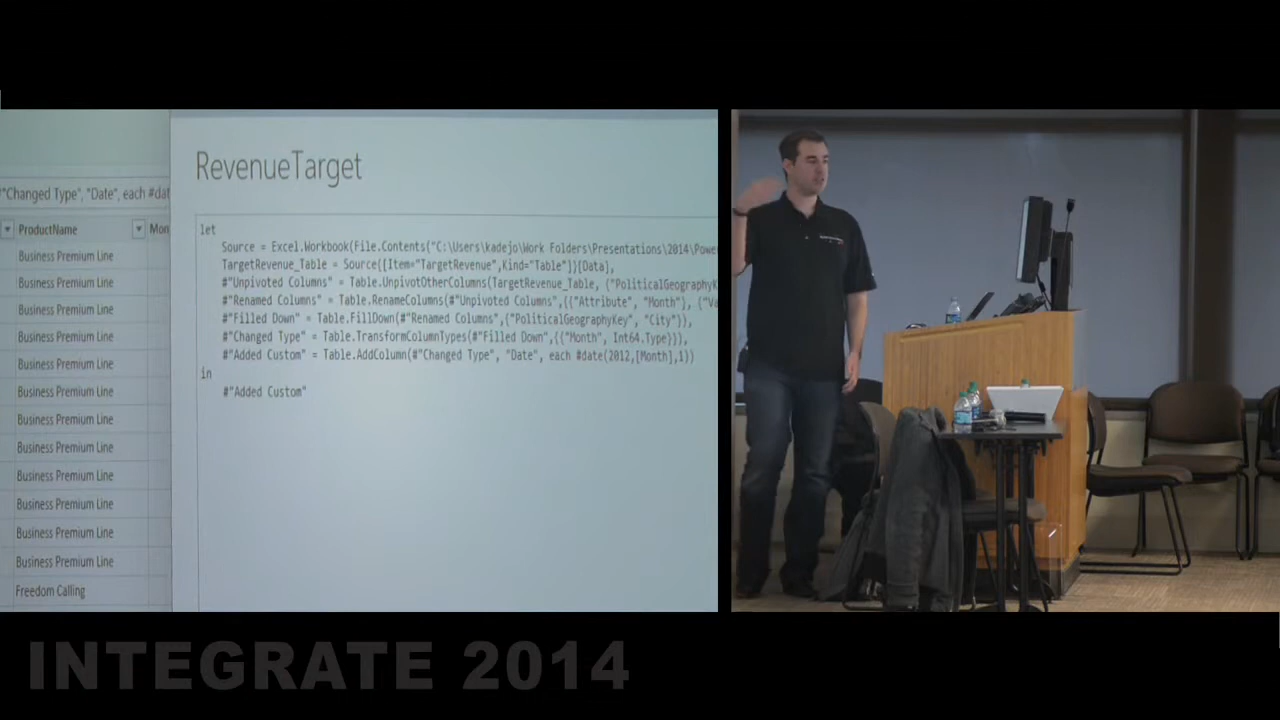 RevenueTarget
#"Changed Type", "Date", each #dat
ProductName
Mon
Business Premium Line
Business Premium Line
Business Premium Line
Business Premium Line
Business Premium Line
Business Premium Line
Business Premium Line
Business Premium Line
Business Premium Line
Business Premium Line
Business Premium Line
Business Premium Line
Freedom Calling
let
Source = Excel.Workbook(File.Contents("C:\Users\kadejo\Work Folders\Presentations\2014\Powe
TargetRevenue_Table = Source{[Item="TargetRevenue",Kind="Table"]}[Data],
#"Unpivoted Columns" = Table.UnpivotOtherColumns(TargetRevenue_Table, {"PoliticalGeographyK
#"Renamed Columns" = Table.RenameColumns(#"Unpivoted Columns",{{"Attribute", "Month"}, {"Va
#"Filled Down" = Table.FillDown(#"Renamed Columns",{"PoliticalGeographyKey", "City"}),
#"Changed Type" = Table.TransformColumnTypes(#"Filled Down",{{"Month", Int64.Type}}),
#"Added Custom" = Table.AddColumn(#"Changed Type", "Date", each #date(2012,[Month],1))
in
#"Added Custom"
INTEGRATE 2014